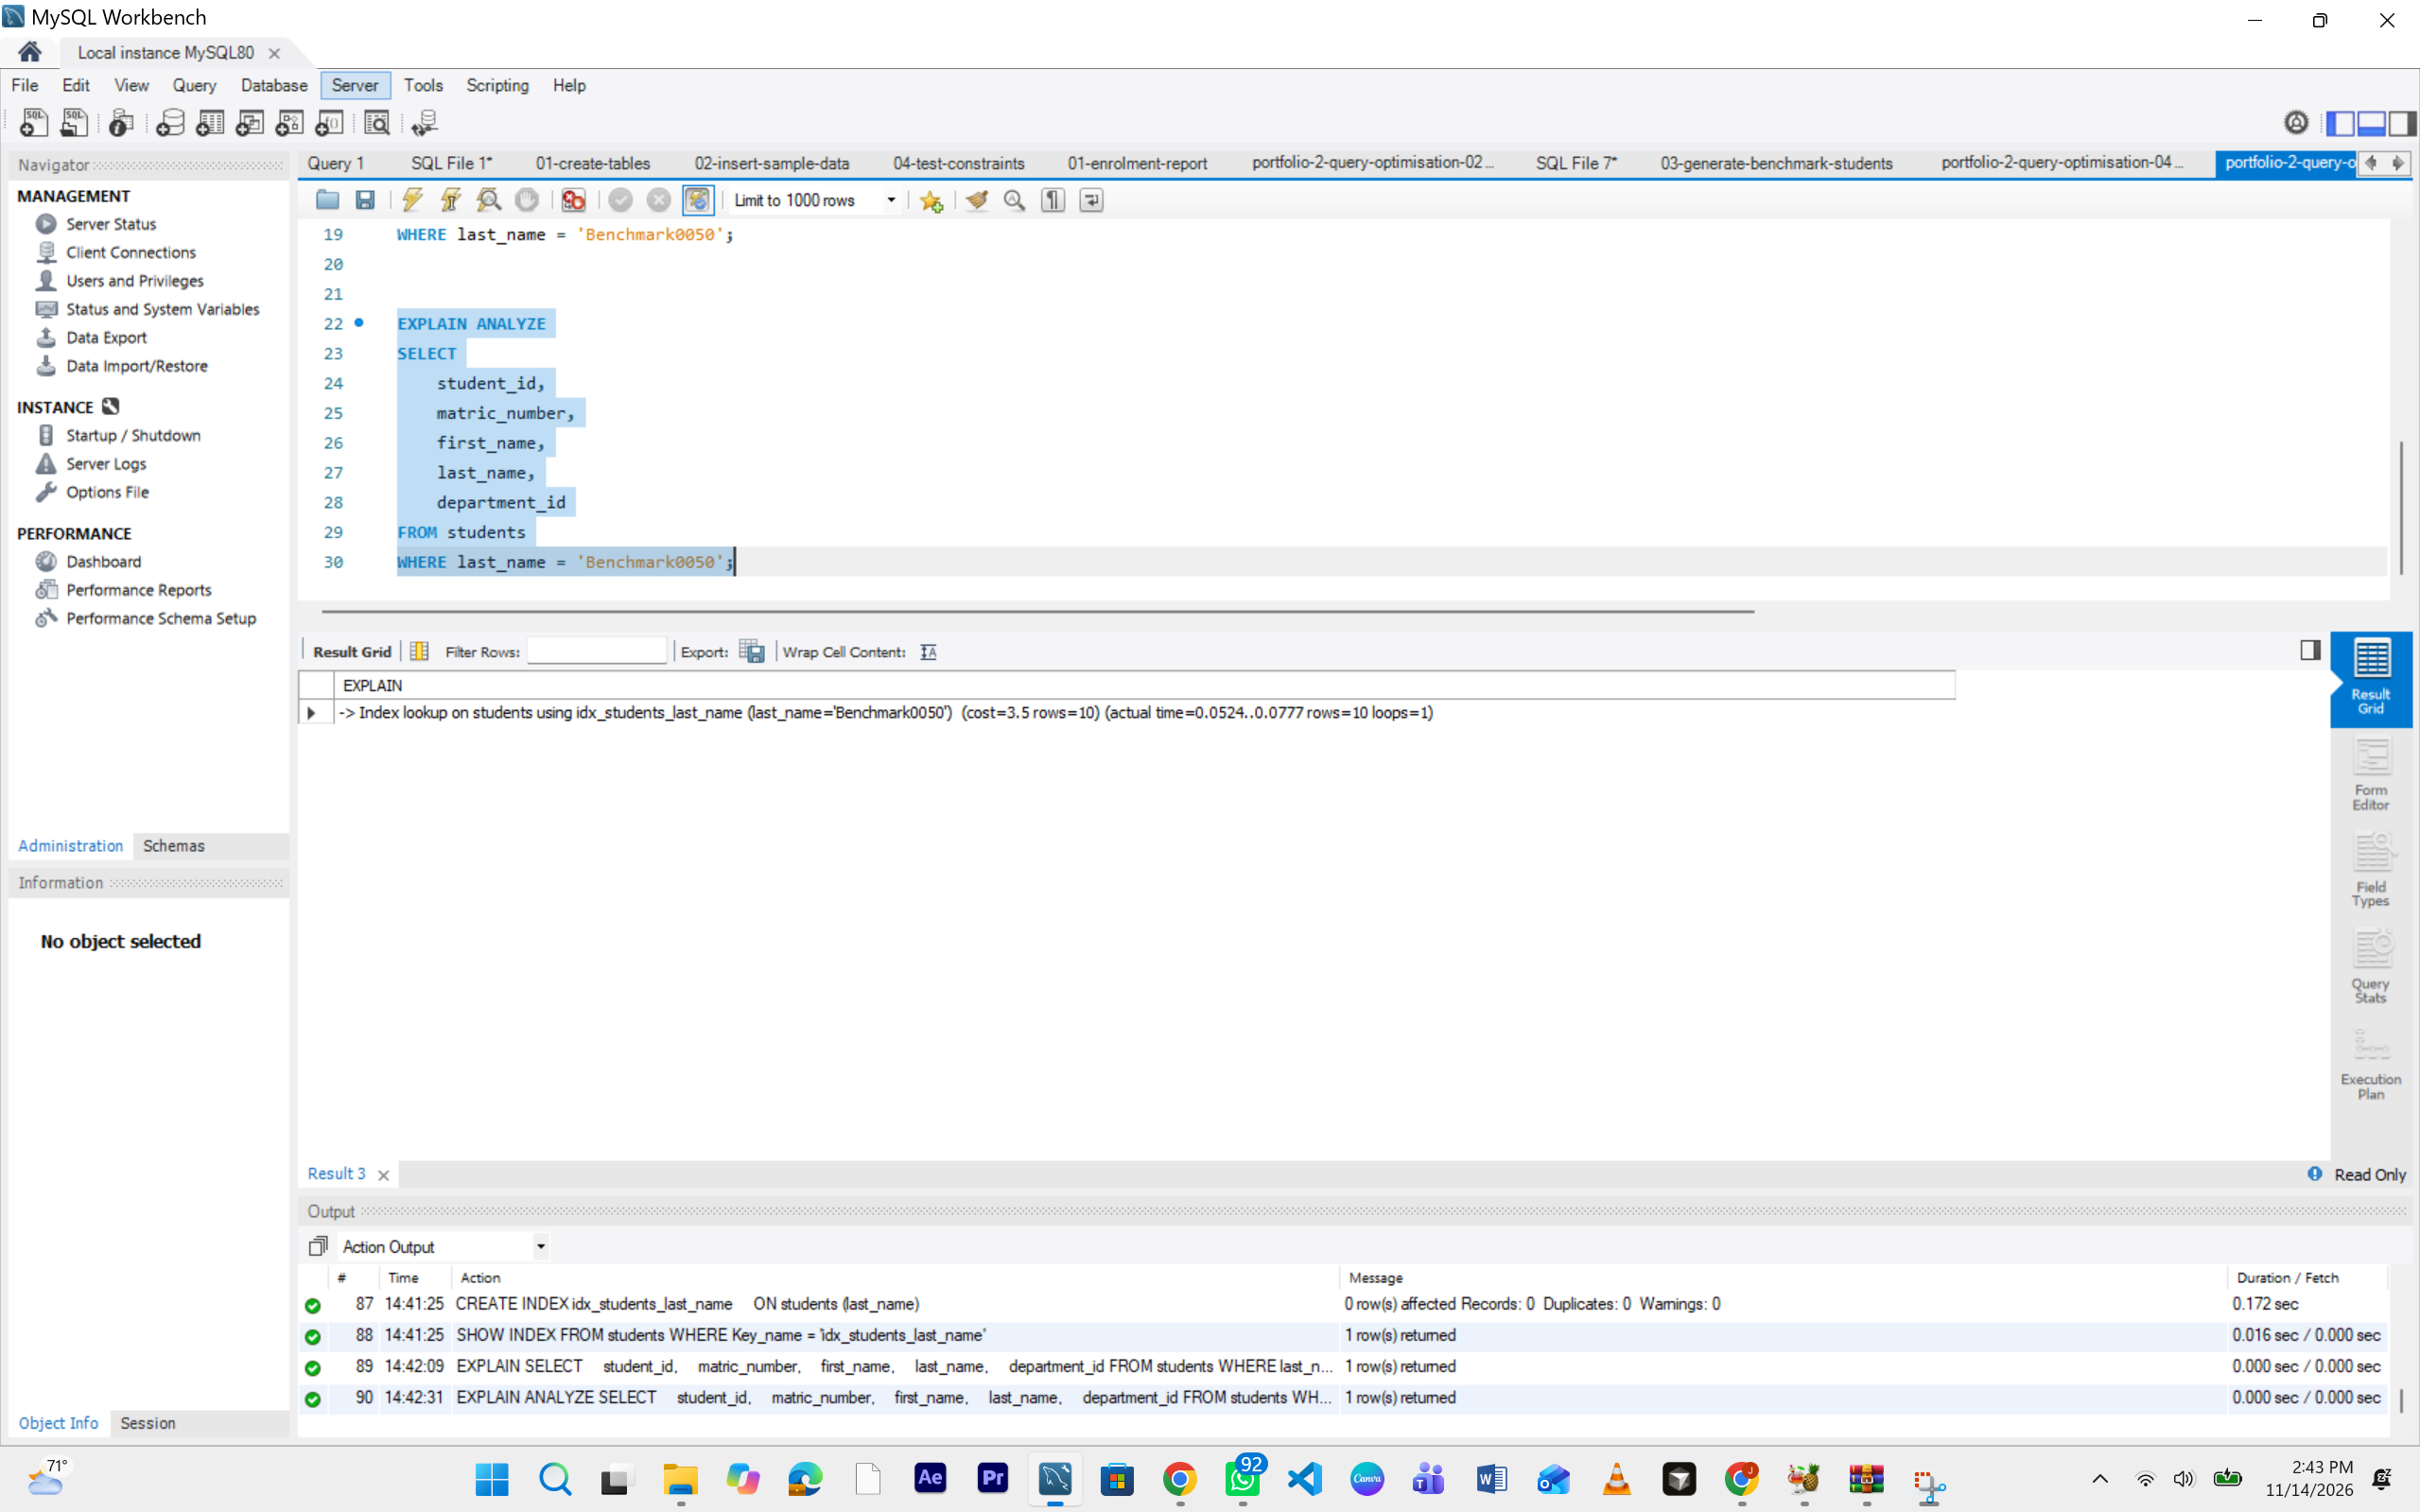 MySQL Workbench
Local instance MySQL80
File Edit View Query Database Server Tools Scripting Help
Navigator
MANAGEMENT
Server Status
Client Connections
Users and Privileges
Status and System Variables
Data Export
Data Import/Restore
INSTANCE
Startup / Shutdown
Server Logs
Options File
PERFORMANCE
Dashboard
Performance Reports
Performance Schema Setup
Administration Schemas
Information
No object selected
Object Info Session
Query 1 SQL File 1* 01-create-tables 02-insert-sample-data 04-test-constraints 01-enrolment-report portfolio-2-query-optimisation-02... SQL File 7* 03-generate-benchmark-students portfolio-2-query-optimisation-04... portfolio-2-query-o
Limit to 1000 rows
19 WHERE last_name = 'Benchmark0050';
20
21
22 EXPLAIN ANALYZE
23 SELECT
24 student_id,
25 matric_number,
26 first_name,
27 last_name,
28 department_id
29 FROM students
30 WHERE last_name = 'Benchmark0050';
Result Grid Filter Rows: Export: Wrap Cell Content:
EXPLAIN
-> Index lookup on students using idx_students_last_name (last_name='Benchmark0050') (cost=3.5 rows=10) (actual time=0.0524..0.0777 rows=10 loops=1)
Result
Grid
Form
Editor
Field
Types
Query
Stats
Execution
Plan
Result 3 Read Only
Output
Action Output
# Time Action Message Duration / Fetch
87 14:41:25 CREATE INDEX idx_students_last_name ON students (last_name) 0 row(s) affected Records: 0 Duplicates: 0 Warnings: 0 0.172 sec
88 14:41:25 SHOW INDEX FROM students WHERE Key_name = 'idx_students_last_name' 1 row(s) returned 0.016 sec / 0.000 sec
89 14:42:09 EXPLAIN SELECT student_id, matric_number, first_name, last_name, department_id FROM students WHERE last_n... 1 row(s) returned 0.000 sec / 0.000 sec
90 14:42:31 EXPLAIN ANALYZE SELECT student_id, matric_number, first_name, last_name, department_id FROM students WH... 1 row(s) returned 0.000 sec / 0.000 sec
71°
Ae
Pr
92
Canva
2:43 PM
11/14/2026